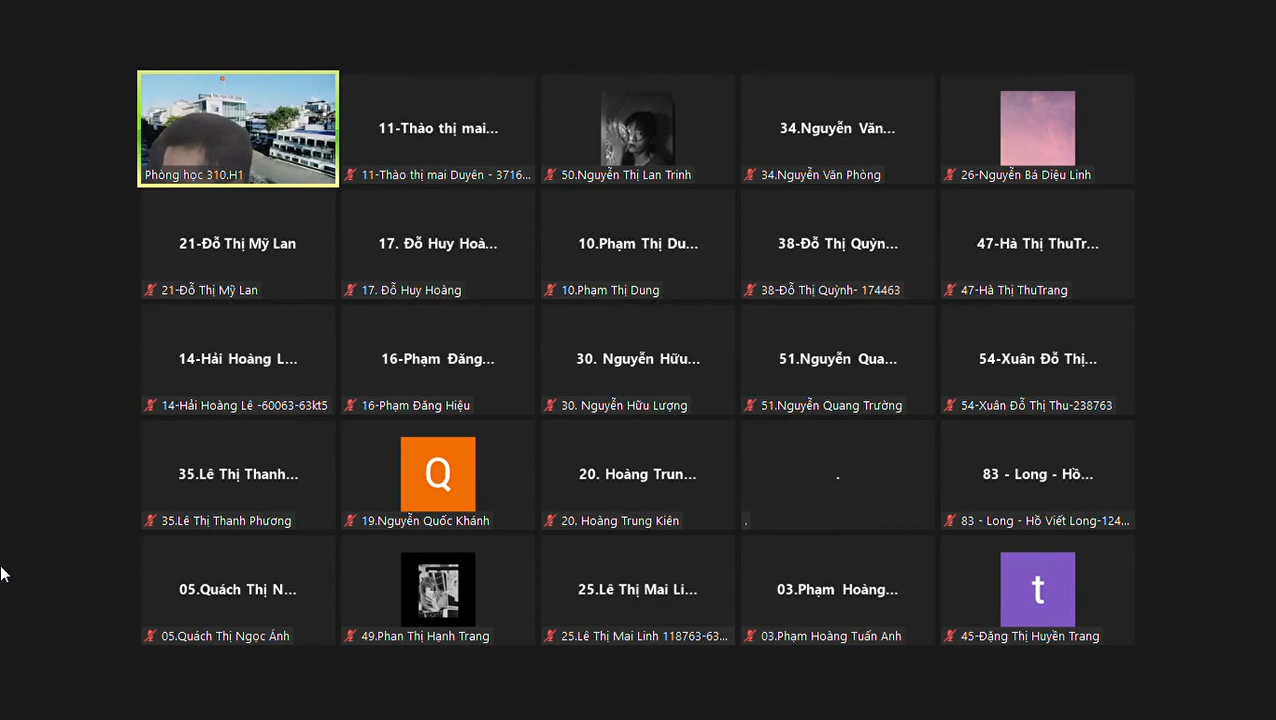 Phòng học 310.H1
11-Thào thị mai...
11-Thào thị mai Duyên - 3716...
50.Nguyễn Thị Lan Trinh
34.Nguyễn Văn...
34.Nguyễn Văn Phòng
26-Nguyễn Bá Diệu Linh
21-Đỗ Thị Mỹ Lan
21-Đỗ Thị Mỹ Lan
17. Đỗ Huy Hoà...
17. Đỗ Huy Hoàng
10.Phạm Thị Du...
10.Phạm Thị Dung
38-Đỗ Thị Quỳn...
38-Đỗ Thị Quỳnh- 174463
47-Hà Thị ThuTr...
47-Hà Thị ThuTrang
14-Hải Hoàng L...
14-Hải Hoàng Lê -60063-63kt5
16-Phạm Đăng...
16-Phạm Đăng Hiệu
30. Nguyễn Hữu...
30. Nguyễn Hữu Lượng
51.Nguyễn Qua...
51.Nguyễn Quang Trường
54-Xuân Đỗ Thị...
54-Xuân Đỗ Thị Thu-238763
35.Lê Thị Thanh...
35.Lê Thị Thanh Phương
Q
19.Nguyễn Quốc Khánh
20. Hoàng Trun...
20. Hoàng Trung Kiên
.
.
83 - Long - Hồ...
83 - Long - Hồ Viết Long-124...
05.Quách Thị N...
05.Quách Thị Ngọc Ánh
49.Phan Thị Hạnh Trang
25.Lê Thị Mai Li...
25.Lê Thị Mai Linh 118763-63...
03.Phạm Hoàng...
03.Phạm Hoàng Tuấn Anh
t
45-Đặng Thị Huyền Trang